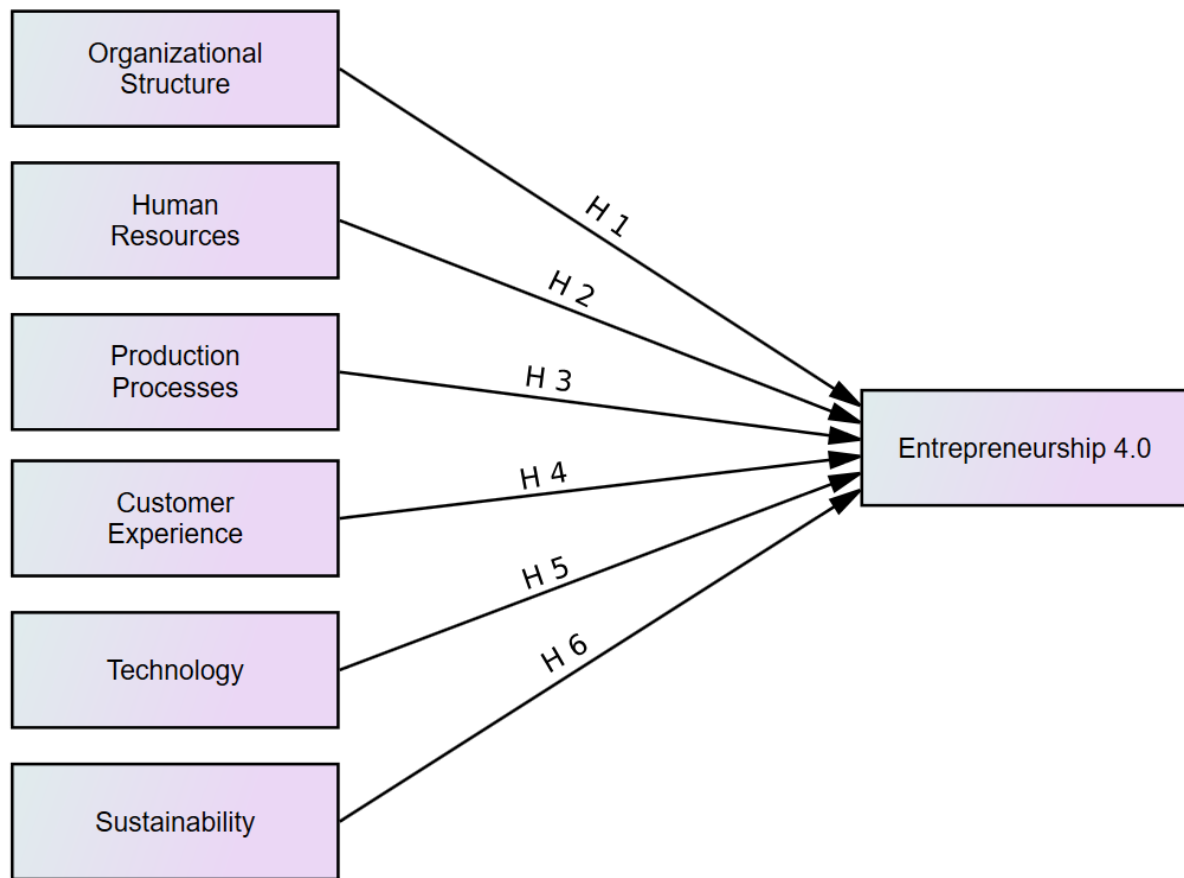 Organizational
Structure
Human
Resources
Production
Processes
Customer
Experience
Technology
Sustainability
H 1
H 2
H 3
H 4
H 5
H 6
Entrepreneurship 4.0